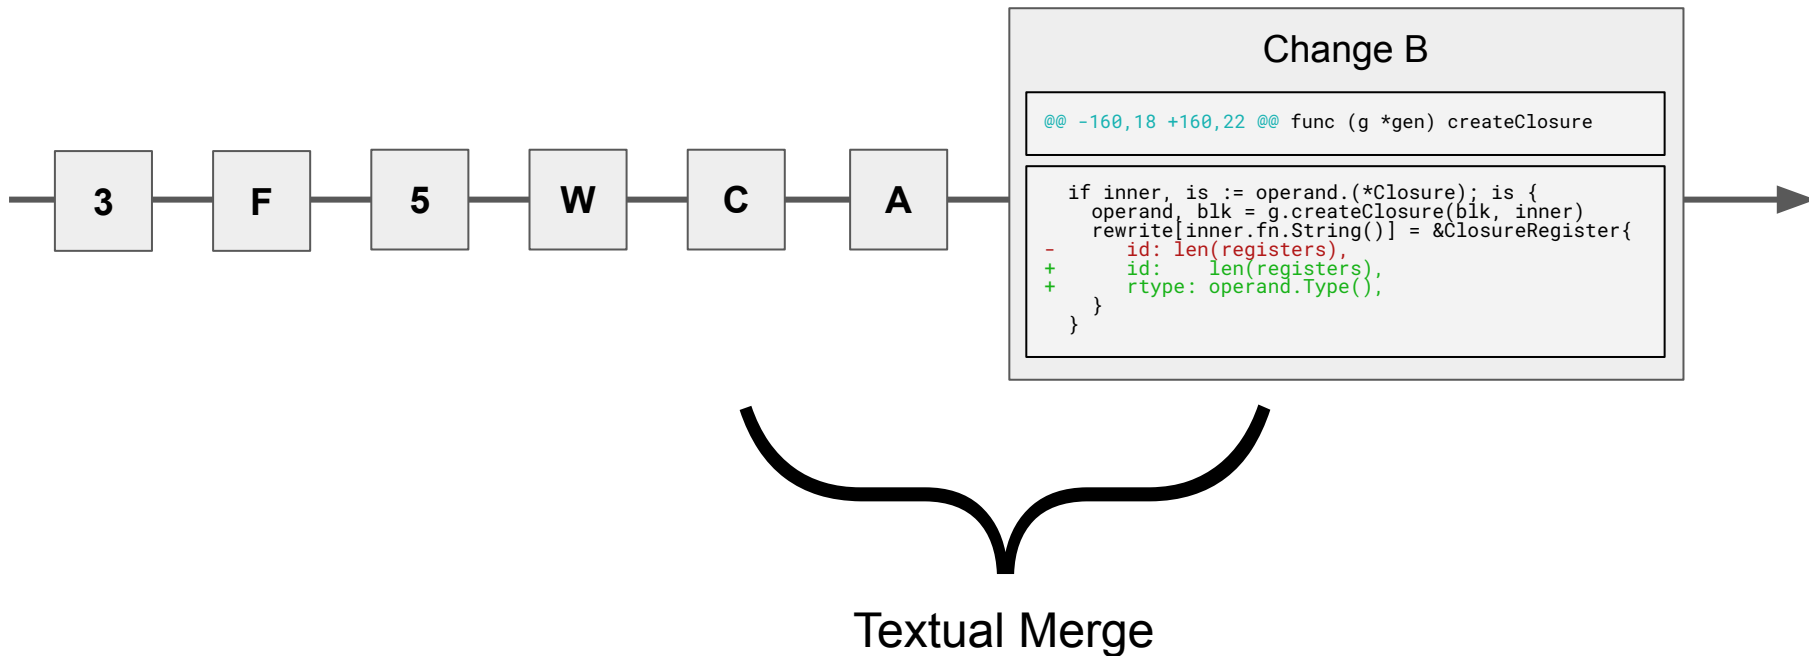 Change B
@@ -160,18 +160,22 @@ func (g *gen) createClosure
3 F 5 W C A
  if inner, is := operand.(*Closure); is {
    operand, blk = g.createClosure(blk, inner)
    rewrite[inner.fn.String()] = &ClosureRegister{
-      id: len(registers),
+      id:    len(registers),
+      rtype: operand.Type(),
    }
  }
Textual Merge